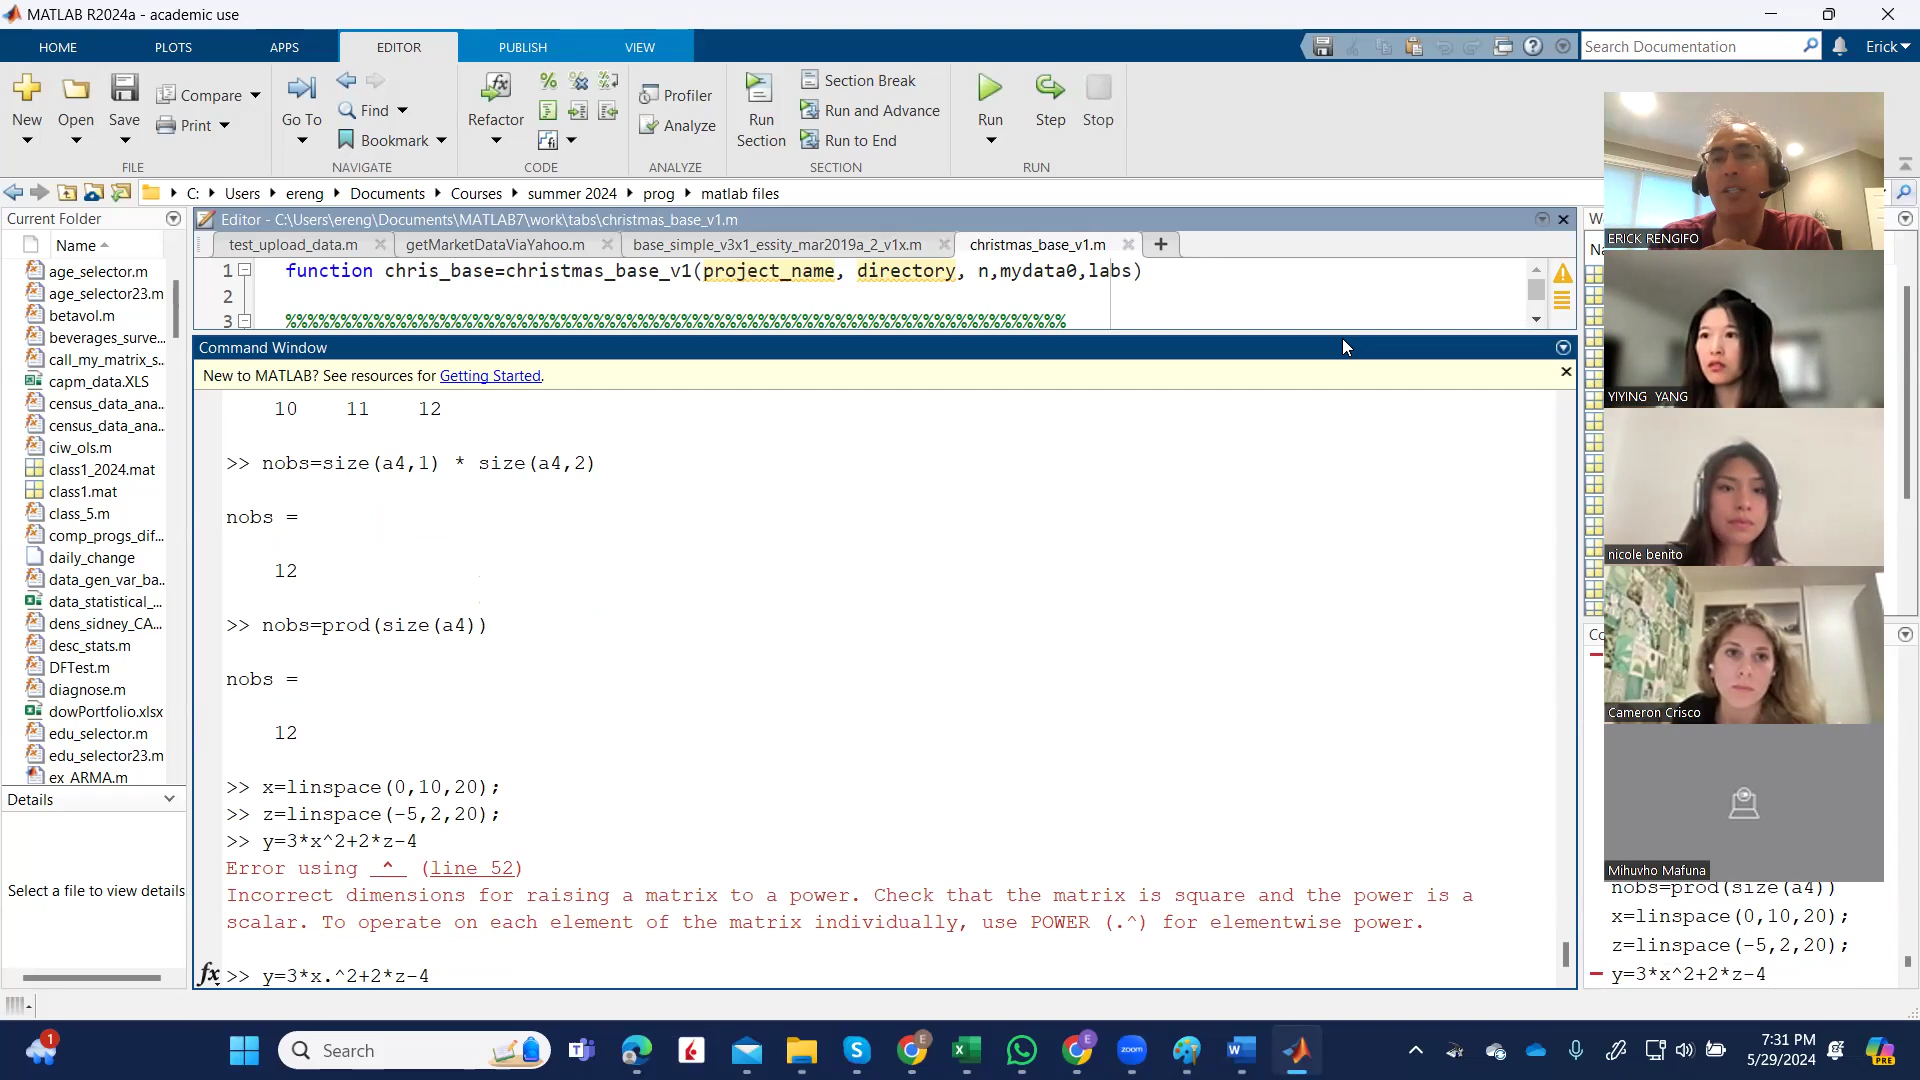 MATLAB R2024a - academic use
HOME PLOTS APPS EDITOR PUBLISH VIEW
Search Documentation
Erick
New
Open
Save
Compare
Print
FILE
Go To
Find
Bookmark
NAVIGATE
Refactor
CODE
Profiler
Analyze
ANALYZE
Run Section
Section Break
Run and Advance
Run to End
SECTION
Run
Step
Stop
RUN
C: Users ereng Documents Courses summer 2024 prog matlab files
Current Folder
Name
age_selector.m
age_selector23.m
betavol.m
beverages_surve...
call_my_matrix_s...
capm_data.XLS
census_data_ana...
census_data_ana...
ciw_ols.m
class1_2024.mat
class1.mat
class_5.m
comp_progs_dif...
daily_change
data_gen_var_ba...
data_statistical_...
dens_sidney_CA...
desc_stats.m
DFTest.m
diagnose.m
dowPortfolio.xlsx
edu_selector.m
edu_selector23.m
ex_ARMA.m
Details
Select a file to view details
Editor - C:\Users\ereng\Documents\MATLAB7\work\tabs\christmas_base_v1.m
test_upload_data.m getMarketDataViaYahoo.m base_simple_v3x1_essity_mar2019a_2_v1x.m christmas_base_v1.m
1 function chris_base=christmas_base_v1(project_name, directory, n,mydata0,labs)
2
3 %%%%%%%%%%%%%%%%%%%%%%%%%%%%%%%%%%%%%%%%%%%%%%%%%%%%%%%%%%%%%%%%%
Command Window
New to MATLAB? See resources for Getting Started.
10 11 12
>> nobs=size(a4,1) * size(a4,2)
nobs =
12
>> nobs=prod(size(a4))
nobs =
12
>> x=linspace(0,10,20);
>> z=linspace(-5,2,20);
>> y=3*x^2+2*z-4
Error using ^ (line 52)
Incorrect dimensions for raising a matrix to a power. Check that the matrix is square and the power is a
scalar. To operate on each element of the matrix individually, use POWER (.^) for elementwise power.
fx >> y=3*x.^2+2*z-4
ERICK RENGIFO
YIYING YANG
nicole benito
Cameron Crisco
Mihuvho Mafuna
nobs=prod(size(a4))
x=linspace(0,10,20);
z=linspace(-5,2,20);
y=3*x^2+2*z-4
1
Search
zoom
7:31 PM
5/29/2024
PRE